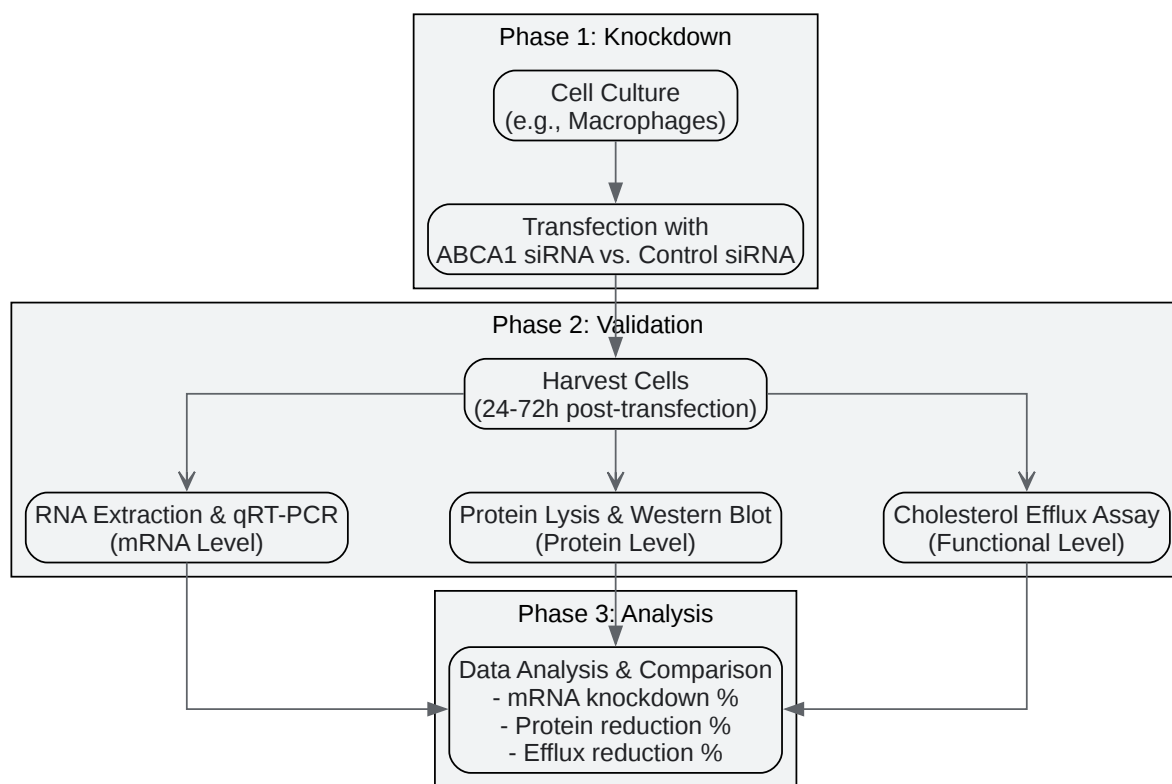 Phase 1: Knockdown
Cell Culture
(e.g., Macrophages)
Transfection with
ABCA1 siRNA vs. Control siRNA
Phase 2: Validation
Harvest Cells
(24-72h post-transfection)
RNA Extraction & qRT-PCR
(mRNA Level)
Protein Lysis & Western Blot
(Protein Level)
Cholesterol Efflux Assay
(Functional Level)
Phase 3: Analysis
Data Analysis & Comparison
- mRNA knockdown %
- Protein reduction %
- Efflux reduction %